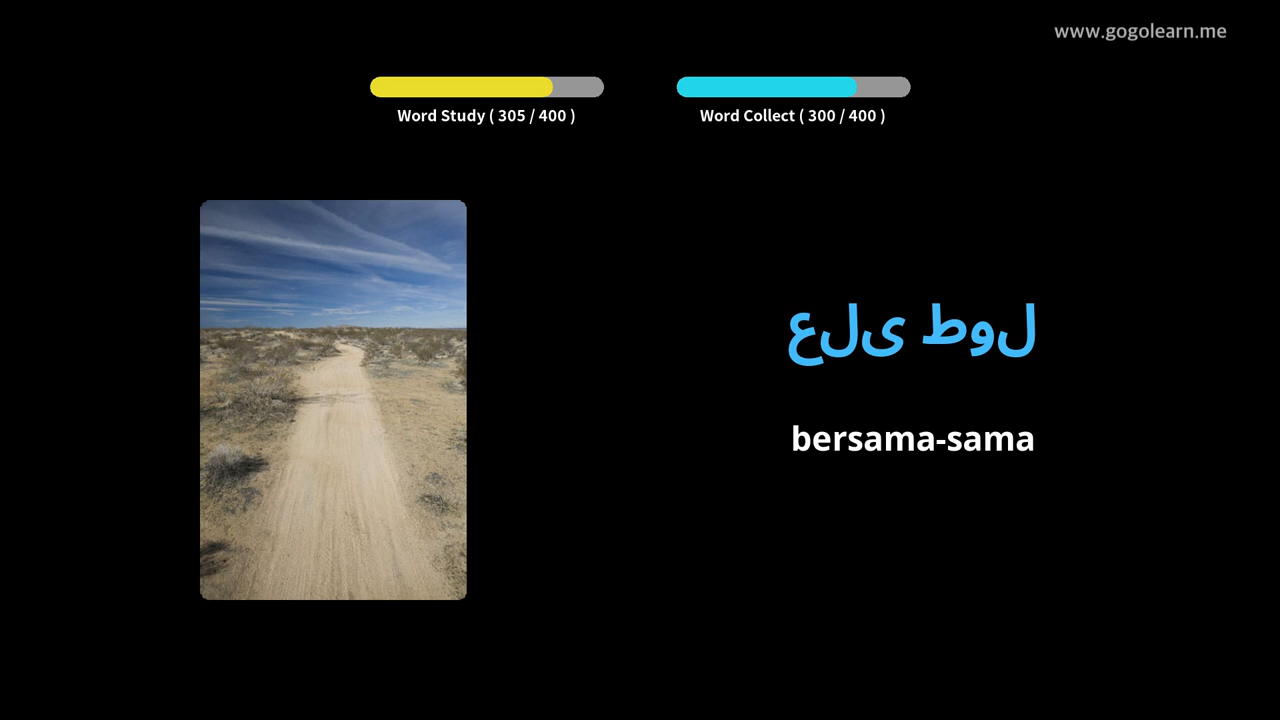 www.gogolearn.me
Word Study ( 305 / 400 )
Word Collect ( 300 / 400 )
على طول
bersama-sama